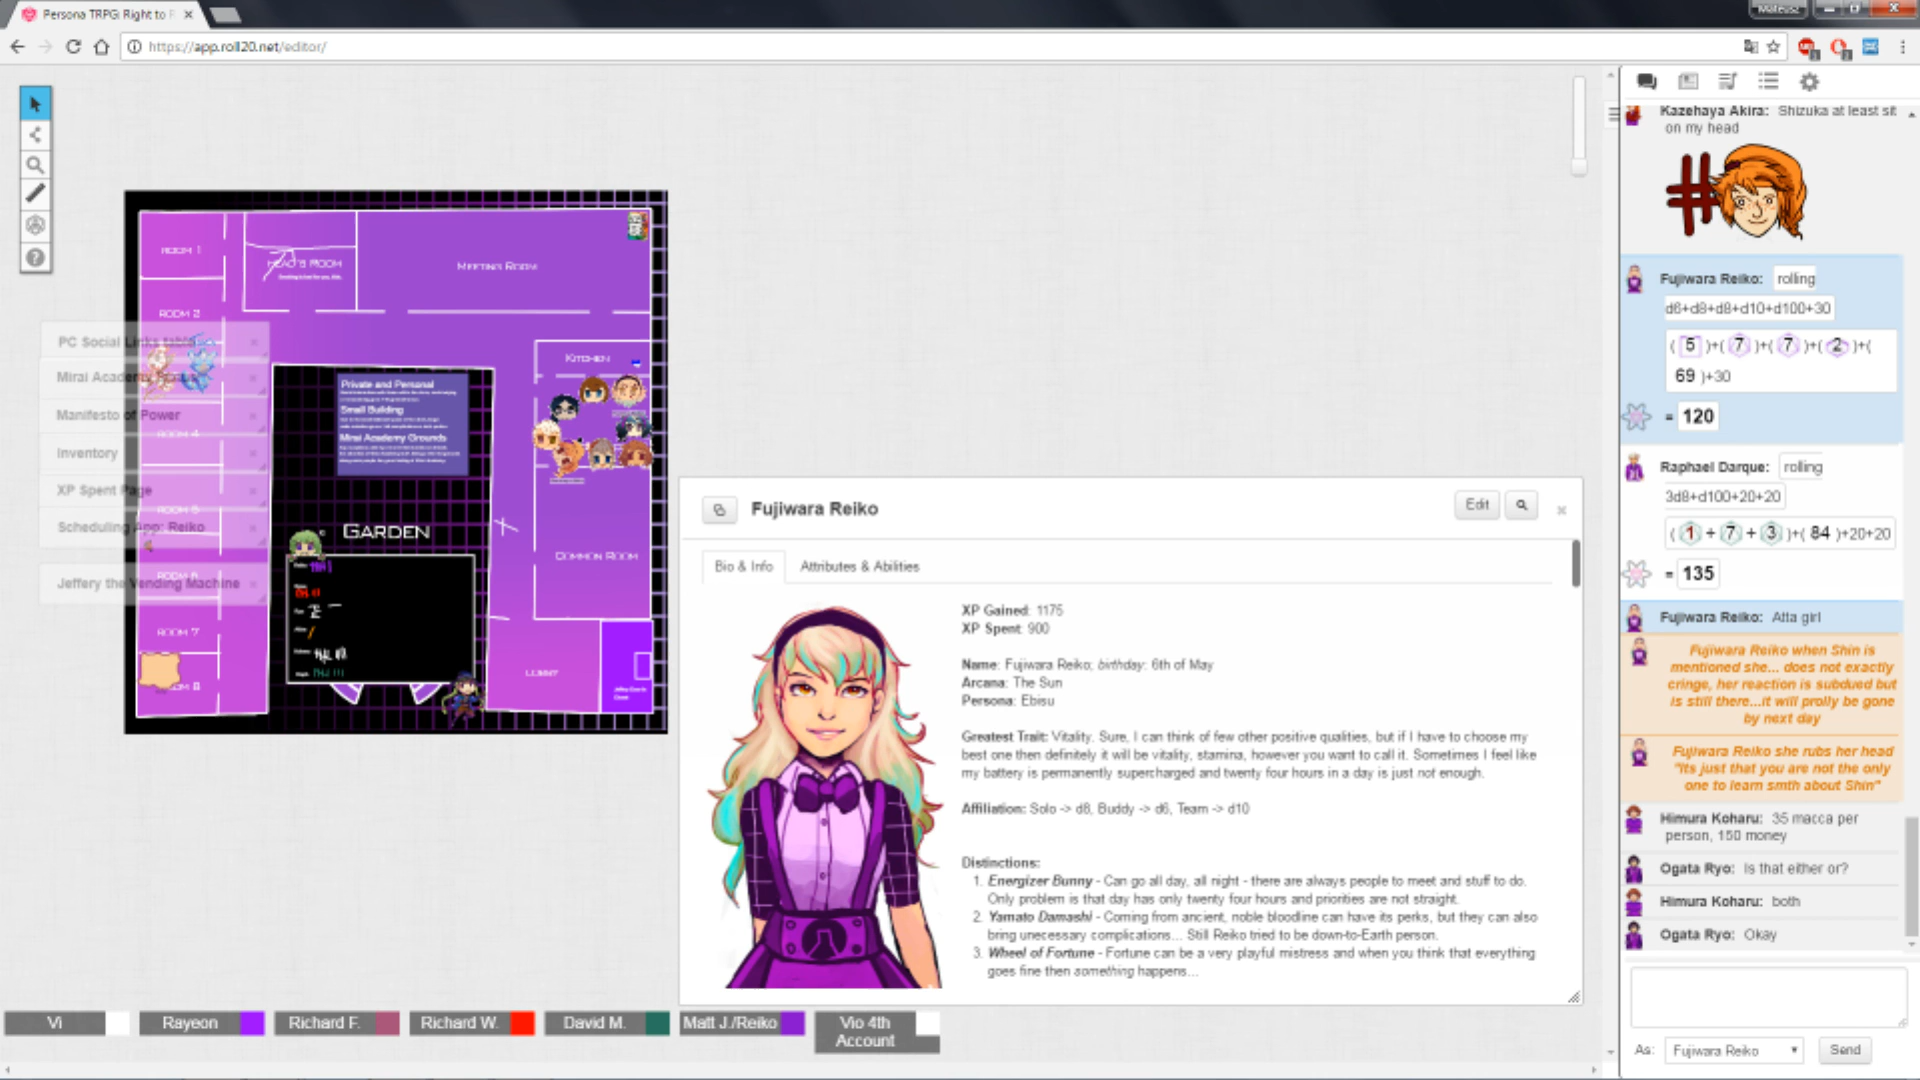 Persona TRPG: Right to F
Mateusz
https://app.roll20.net/editor/
ROOM 1
HEAD'S ROOM
MEETING ROOM
ROOM 2
PC Social Links
KITCHEN
Mirai Academy
Private and Personal
Manifesto of Power
Small Building
ROOM 4
Mirai Academy Grounds
Inventory
XP Spent Page
ROOM 5
Scheduling App: Reiko
GARDEN
COMMON ROOM
ROOM 6
Jeffery the Vending Machine
ROOM 7
LOBBY
Fujiwara Reiko
Edit
Bio & Info
Attributes & Abilities
XP Gained: 1175
XP Spent: 900
Name: Fujiwara Reiko; birthday: 6th of May
Arcana: The Sun
Persona: Ebisu
Greatest Trait: Vitality. Sure, I can think of few other positive qualities, but if I have to choose my
best one then definitely it will be vitality, stamina, however you want to call it. Sometimes I feel like
my battery is permanently supercharged and twenty four hours in a day is just not enough.
Affiliation: Solo -> d8, Buddy -> d6, Team -> d10
Distinctions:
1. Energizer Bunny - Can go all day, all night - there are always people to meet and stuff to do.
Only problem is that day has only twenty four hours and priorities are not straight.
2. Yamato Damashi - Coming from ancient, noble bloodline can have its perks, but they can also
bring unecessary complications... Still Reiko tried to be down-to-Earth person.
3. Wheel of Fortune - Fortune can be a very playful mistress and when you think that everything
goes fine then something happens...
Vi
Rayeon
Richard F.
Richard W.
David M.
Matt J./Reiko
Vio 4th
Account
Kazehaya Akira: Shizuka at least sit
on my head
Fujiwara Reiko: rolling
d6+d8+d8+d10+d100+30
(5)+(7)+(7)+(2)+(
69)+30
= 120
Raphael Darque: rolling
3d8+d100+20+20
(1+7+3)+(84)+20+20
= 135
Fujiwara Reiko: Atta girl
Fujiwara Reiko when Shin is
mentioned she... does not exactly
cringe, her reaction is subdued but
is still there...it will prolly be gone
by next day
Fujiwara Reiko she rubs her head
"Its just that you are not the only
one to learn smth about Shin"
Himura Koharu: 35 macca per
person, 150 money
Ogata Ryo: Is that either or?
Himura Koharu: both
Ogata Ryo: Okay
As: Fujiwara Reiko
Send